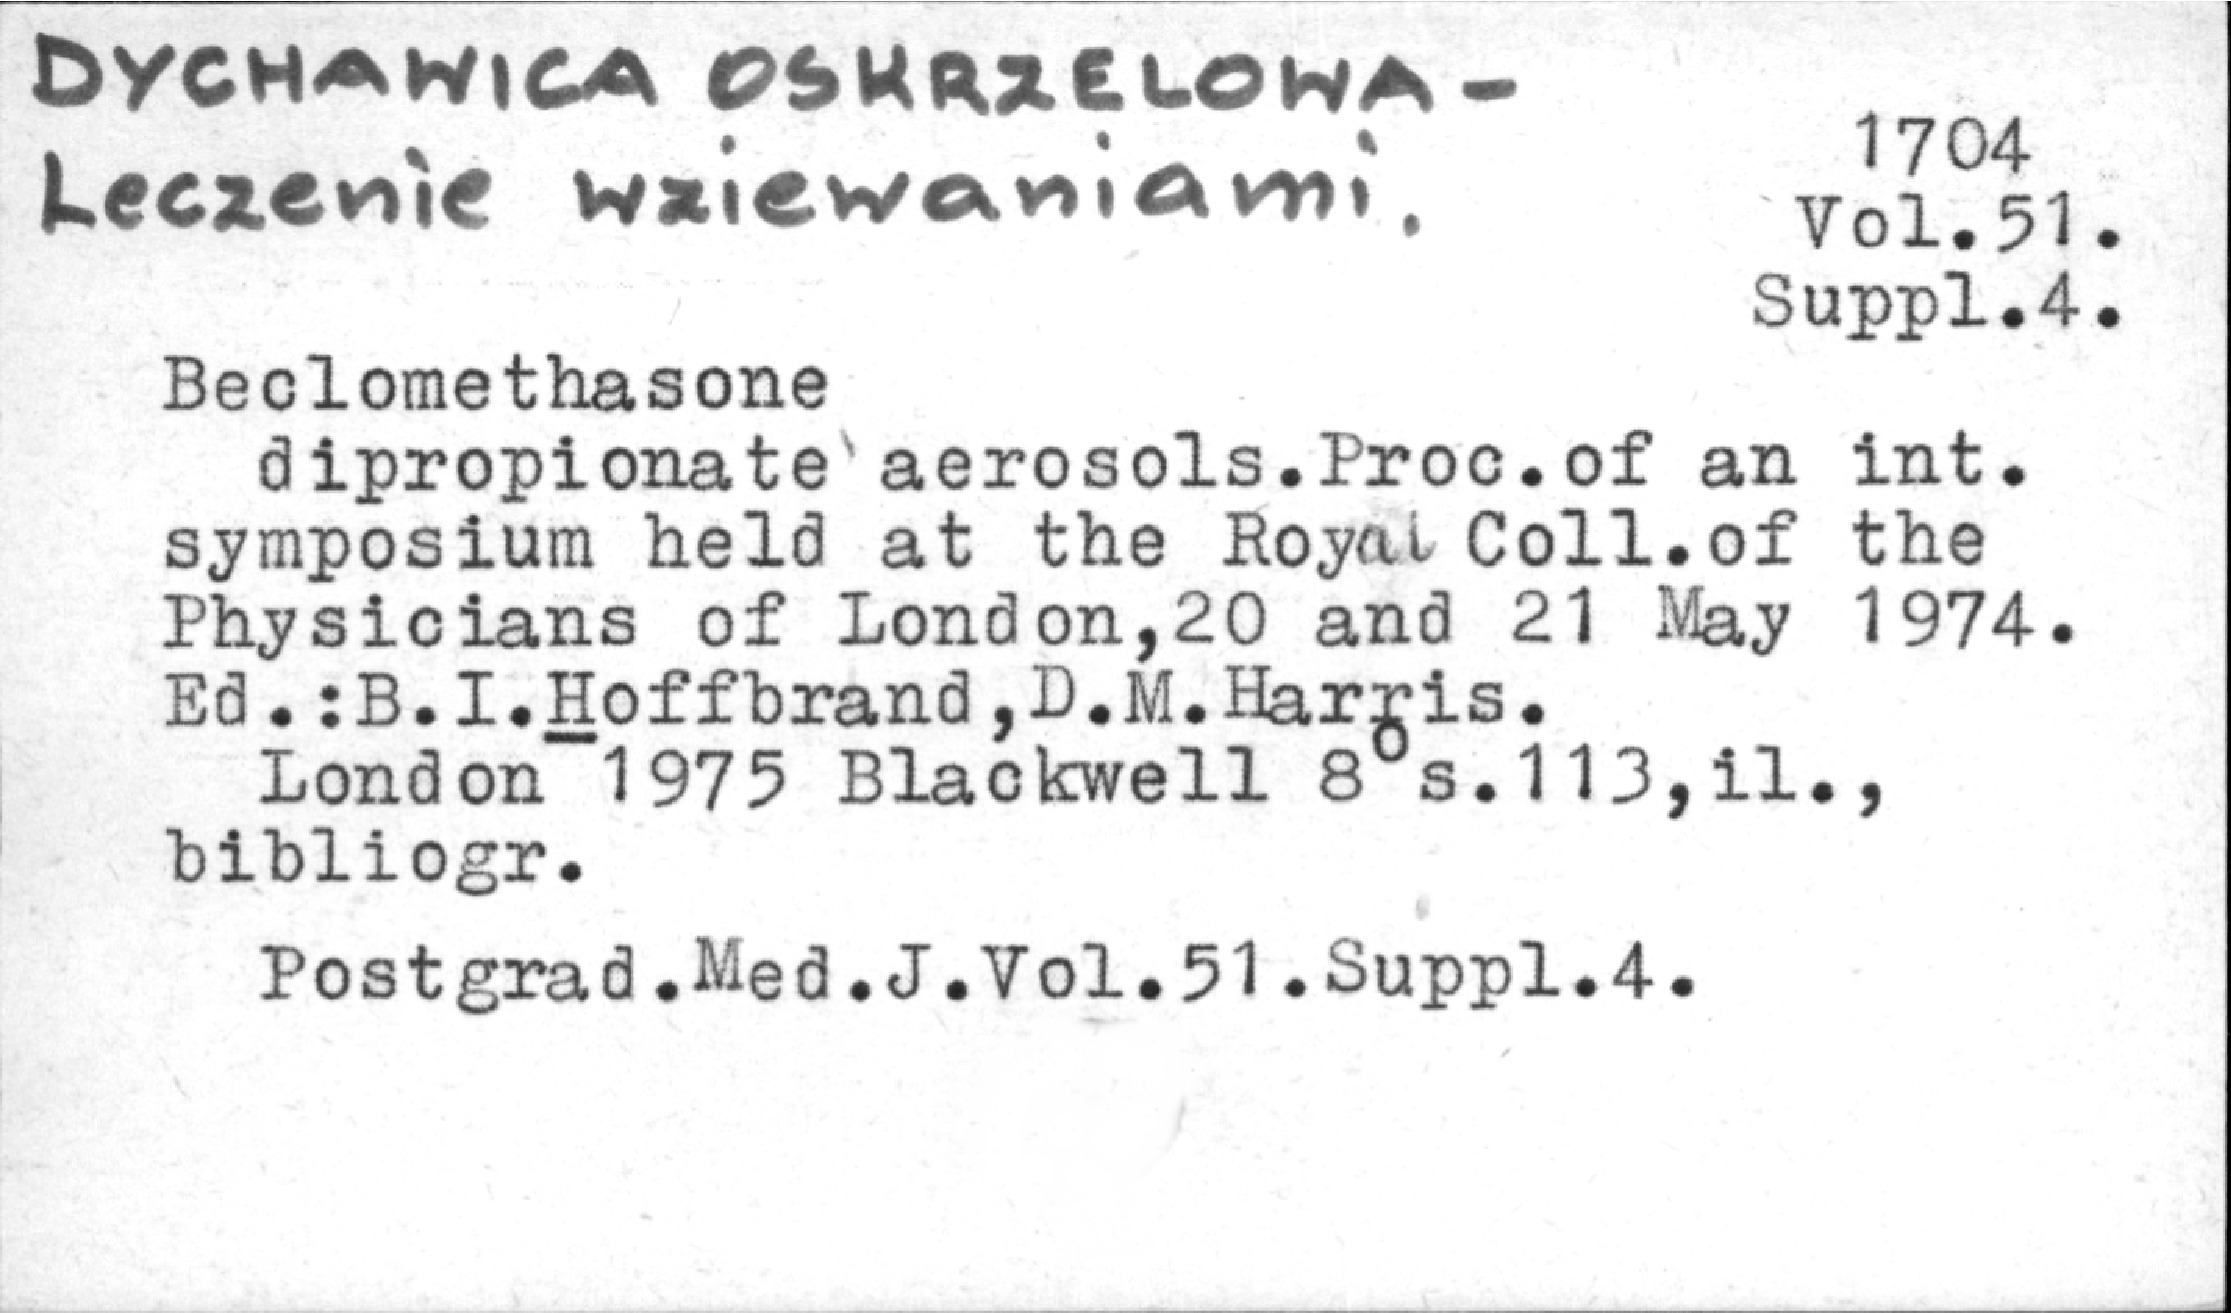 DYCHAWICA OSKRZELOWA -
Leczenie wziewaniami.
1704
Vol.51.
Suppl.4.
Beclomethasone
dipropionate aerosols.Proc.of an int.
symposium held at the Royal Coll.of the
Physicians of London,20 and 21 May 1974.
Ed.:B.I.Hoffbrand,D.M.Harris.
London 1975 Blackwell 8°s.113,il.,
bibliogr.
Postgrad.Med.J.Vol.51.Suppl.4.